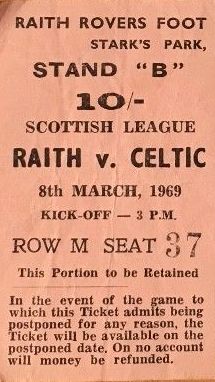 RAITH ROVERS FOOT
STARK'S PARK,
STAND "B"
10/-
SCOTTISH LEAGUE
RAITH v. CELTIC
8th MARCH, 1969
KICK-OFF — 3 P.M.
ROW M SEAT 37
This Portion to be Retained
In the event of the game to
which this Ticket admits being
postponed for any reason, the
Ticket will be available on the
postponed date. On no account
will money be refunded.